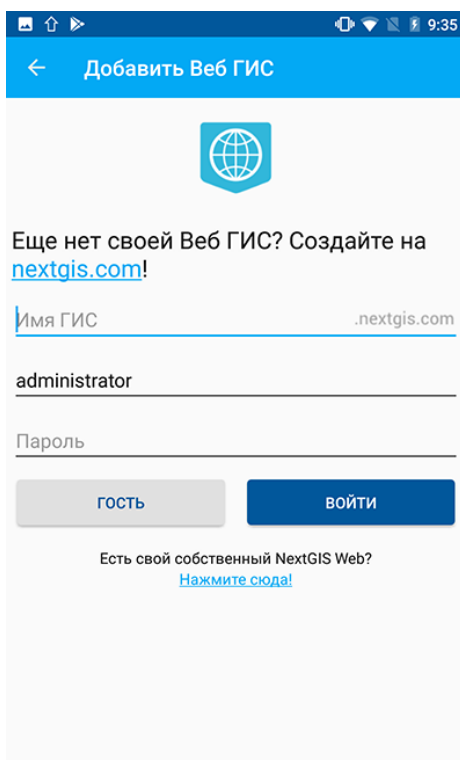 9:35
Добавить Веб ГИС
Еще нет своей Веб ГИС? Создайте на
nextgis.com!
Имя ГИС .nextgis.com
administrator
Пароль
ГОСТЬ ВОЙТИ
Есть свой собственный NextGIS Web?
Нажмите сюда!